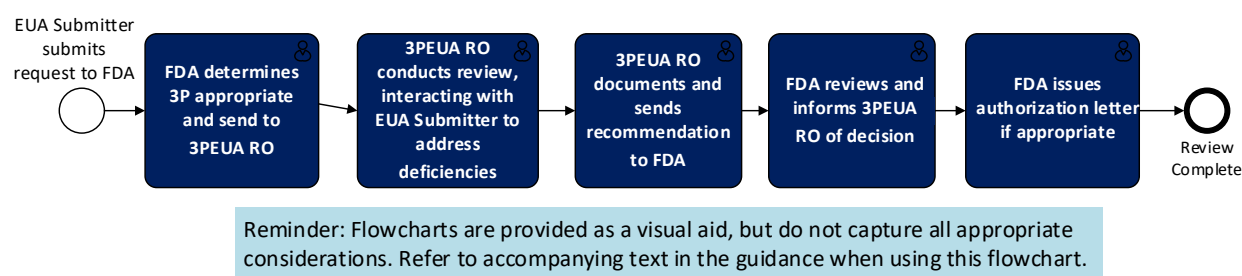 EUA Submitter
submits
request to FDA
FDA determines
3P appropriate
and send to
3PEUA RO
3PEUA RO
conducts review,
interacting with
EUA Submitter to
address
deficiencies
3PEUA RO
documents and
sends
recommendation
to FDA
FDA reviews and
informs 3PEUA
RO of decision
FDA issues
authorization letter
if appropriate
Review
Complete
Reminder: Flowcharts are provided as a visual aid, but do not capture all appropriate
considerations. Refer to accompanying text in the guidance when using this flowchart.